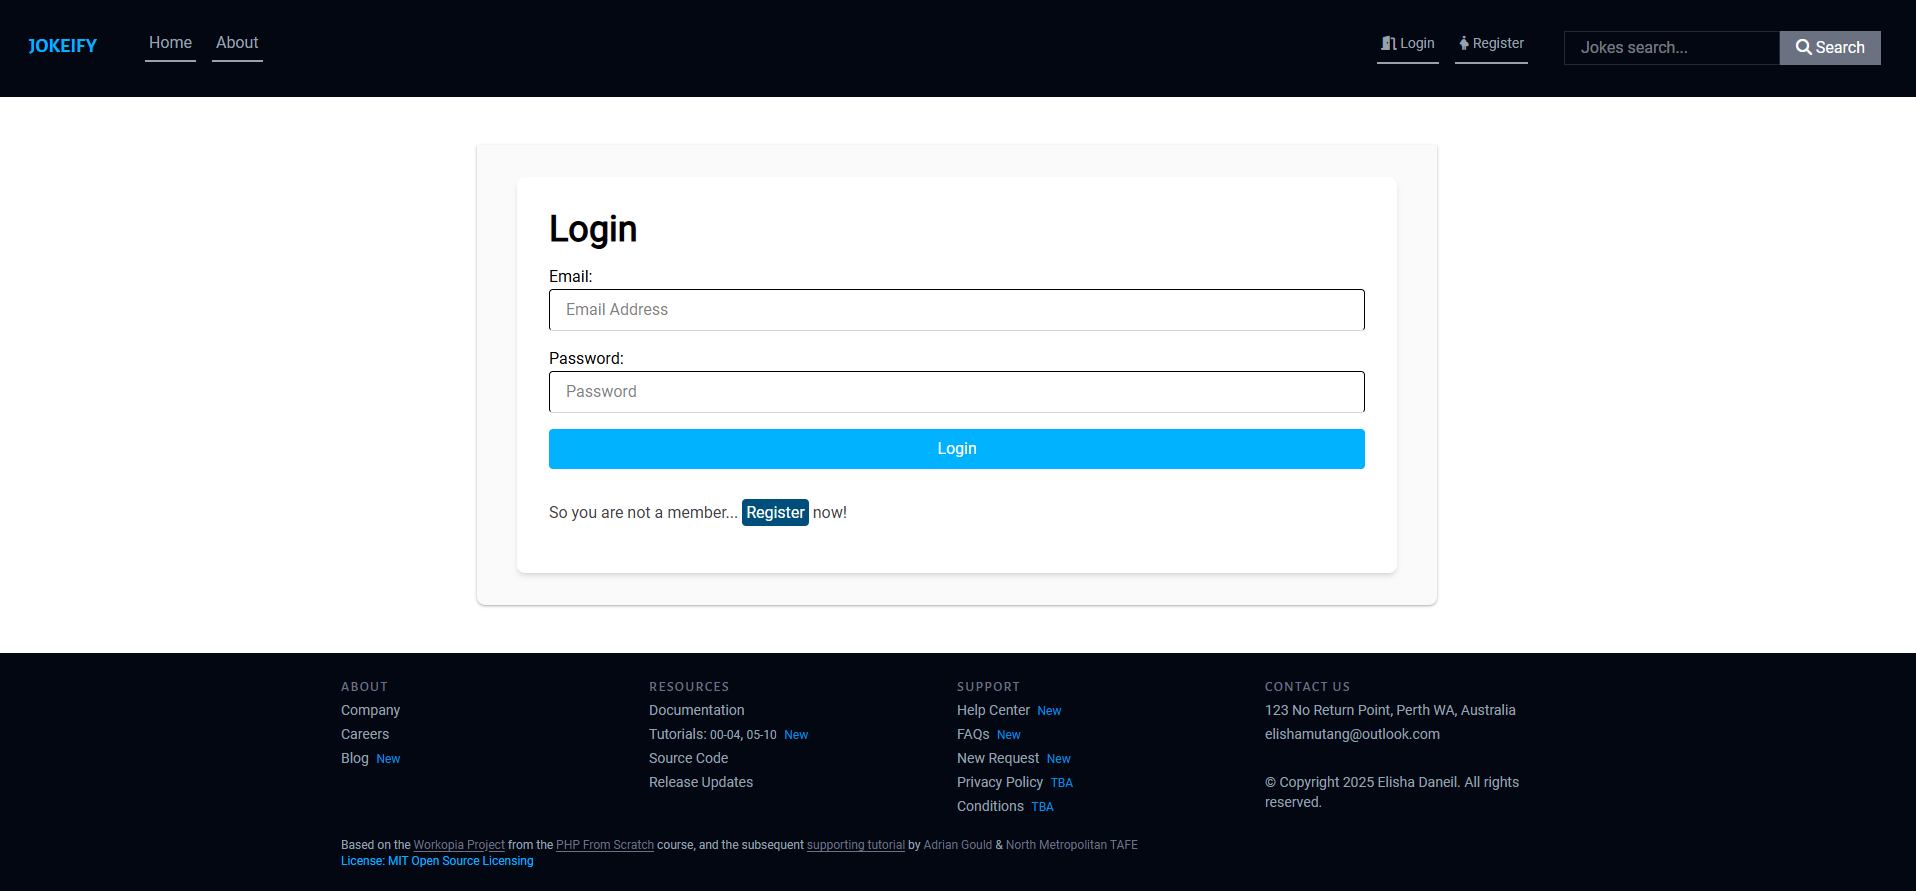 JOKEIFY Home About Login Register Jokes search... Search
Login
Email:
Email Address
Password:
Password
Login
So you are not a member... Register now!
ABOUT
Company
Careers
Blog New
RESOURCES
Documentation
Tutorials: 00-04, 05-10 New
Source Code
Release Updates
SUPPORT
Help Center New
FAQs New
New Request New
Privacy Policy TBA
Conditions TBA
CONTACT US
123 No Return Point, Perth WA, Australia
elishamutang@outlook.com
© Copyright 2025 Elisha Daneil. All rights
reserved.
Based on the Workopia Project from the PHP From Scratch course, and the subsequent supporting tutorial by Adrian Gould & North Metropolitan TAFE
License: MIT Open Source Licensing